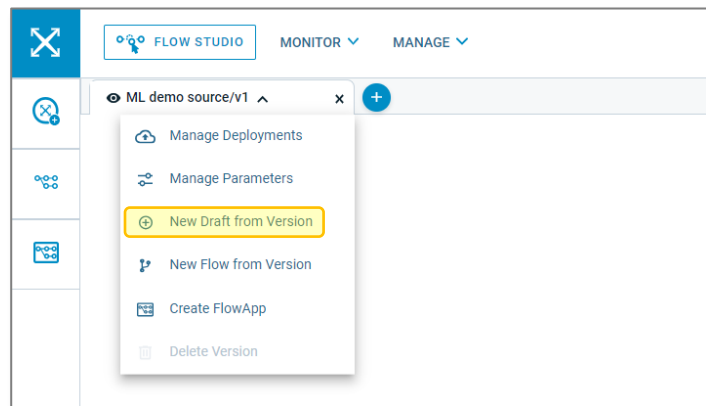 FLOW STUDIO MONITOR MANAGE
ML demo source/v1 x +
Manage Deployments
Manage Parameters
New Draft from Version
New Flow from Version
Create FlowApp
Delete Version